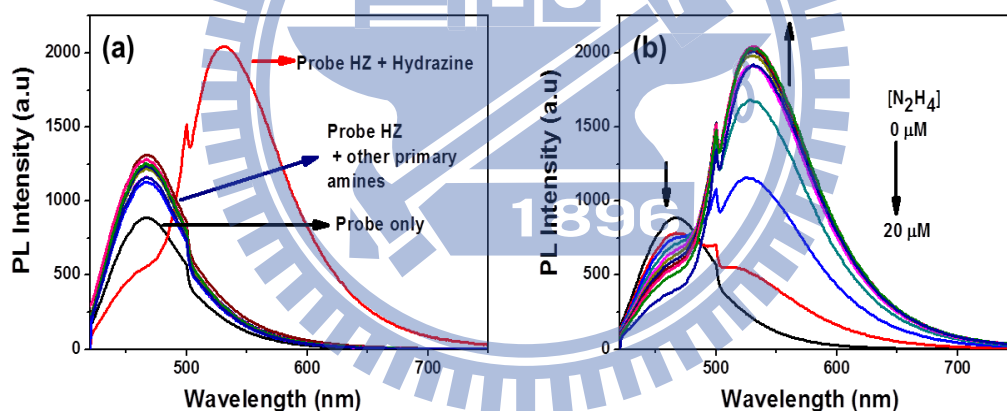 (a)
PL Intensity (a.u)
2000
1500
1000
500
0
Probe HZ + Hydrazine
Probe HZ
+ other primary
amines
Probe only
500
600
700
Wavelength (nm)
(b)
PL Intensity (a.u)
2000
1500
1000
500
0
[N₂H₄]
0 µM
20 µM
1896
500
600
700
Wavelength (nm)